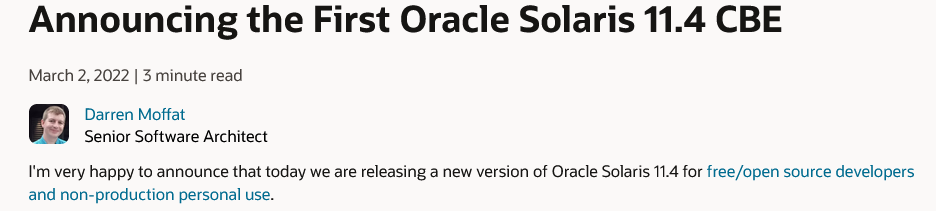 Announcing the First Oracle Solaris 11.4 CBE
March 2, 2022 | 3 minute read
Darren Moffat
Senior Software Architect
I'm very happy to announce that today we are releasing a new version of Oracle Solaris 11.4 for free/open source developers
and non-production personal use.